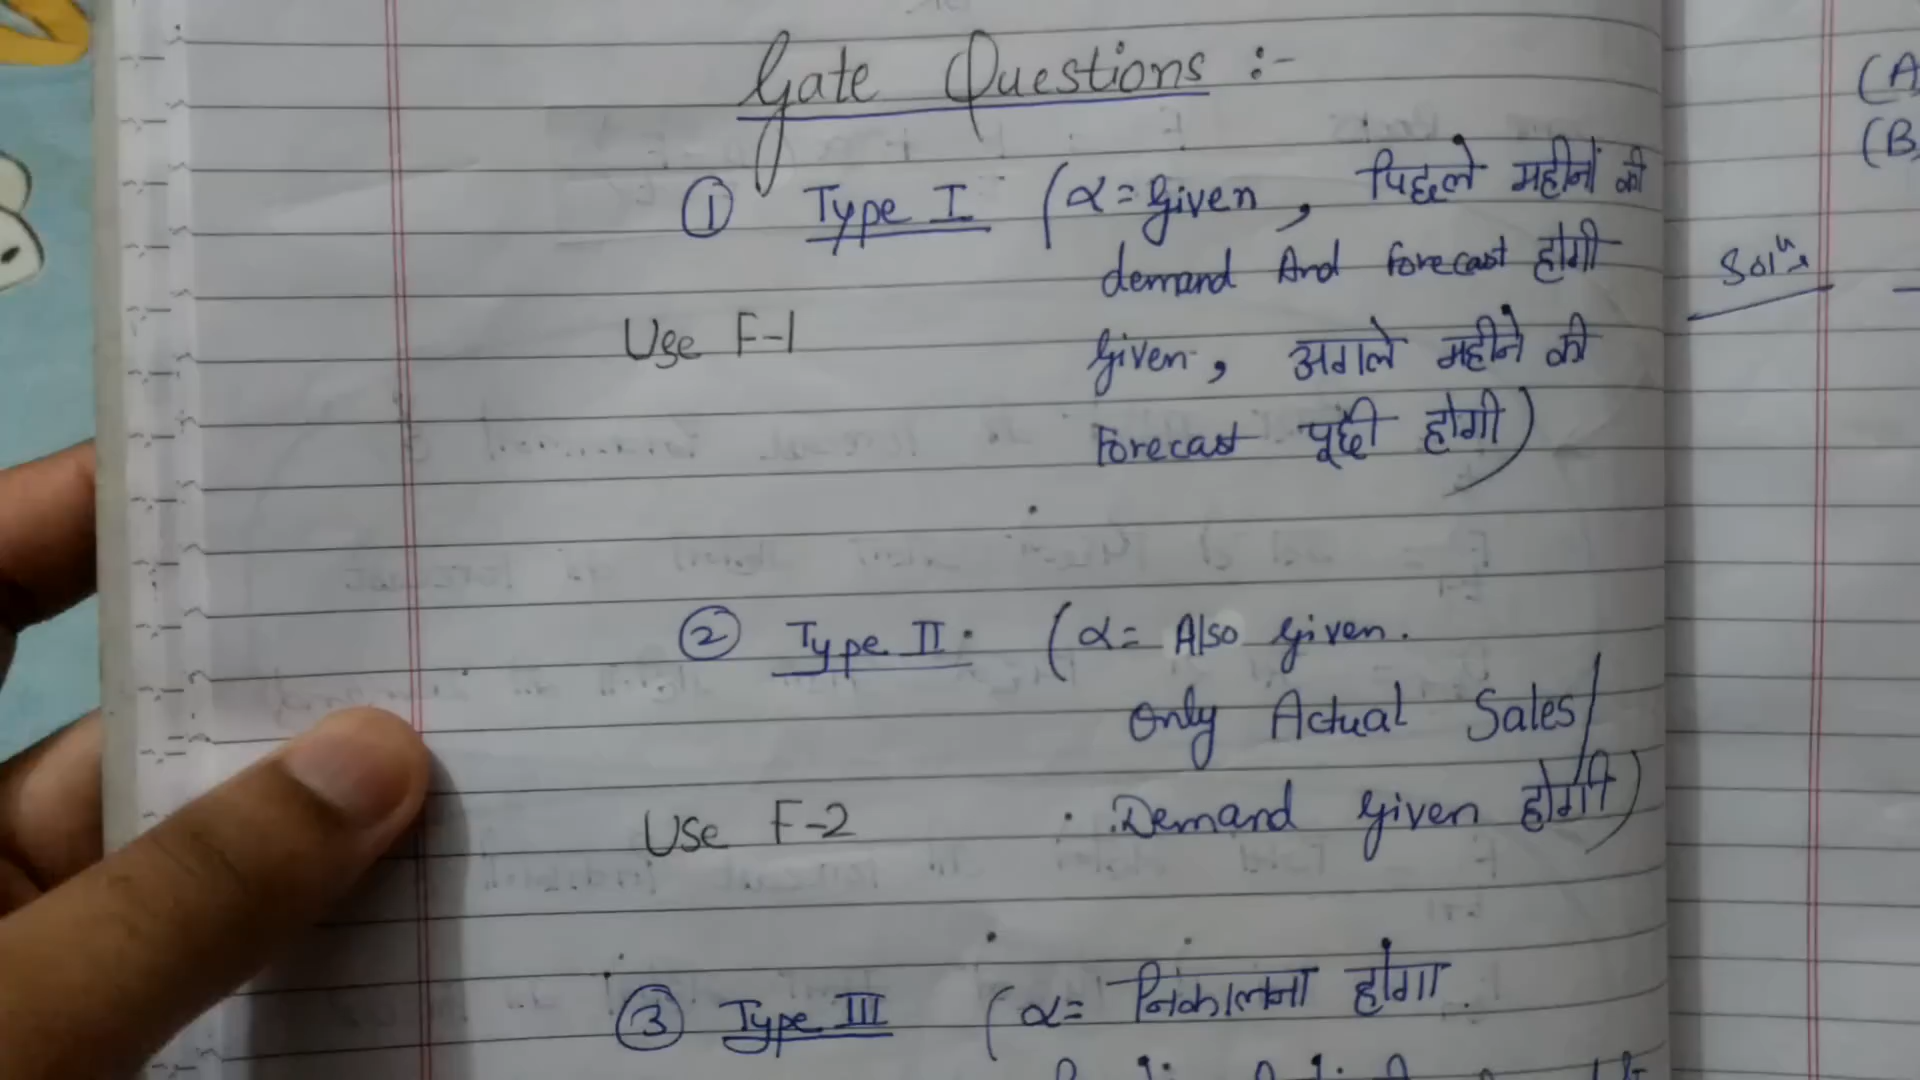 Gate Questions :-
① Type I (α = Given, पिछले महीनों की
demand And Forecast होगी
Use F-1 Given, अगले महीने की
Forecast पूछी होगी)
② Type II. (α = Also given.
Only Actual Sales/
Use F-2 Demand given होगी)
③ Type III (α = निकालना होगा.
(A
(B
Solⁿ